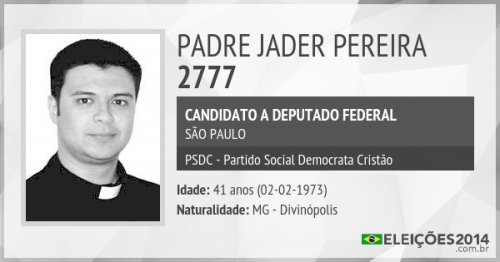 PADRE JADER PEREIRA
2777
CANDIDATO A DEPUTADO FEDERAL
SÃO PAULO
PSDC - Partido Social Democrata Cristão
Idade: 41 anos (02-02-1973)
Naturalidade: MG - Divinópolis
ELEIÇÕES2014
.com.br